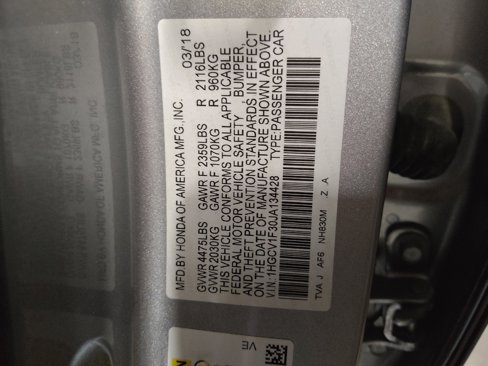 MFD BY HONDA OF AMERICA MFG.,INC. 03/18
GVWR 4475LBS GAWR F 2359LBS R 2116LBS
GVWR 2030KG GAWR F 1070KG R 960KG
THIS VEHICLE CONFORMS TO ALL APPLICABLE
FEDERAL MOTOR VEHICLE SAFETY BUMPER,
AND THEFT PREVENTION STANDARDS IN EFFECT
ON THE DATE OF MANUFACTURE SHOWN ABOVE.
V.I.N.:1HGCV1F30JA134428 TYPE:PASSENGER CAR
TVA J AF6 NH830M Z A
VE